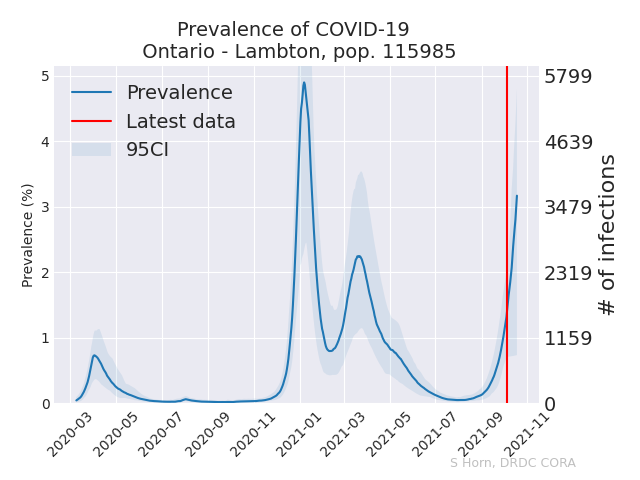 Prevalence of COVID-19
Ontario - Lambton, pop. 115985
Prevalence (%)
5
4
3
2
1
0
Prevalence
Latest data
95CI
5799
4639
3479
2319
1159
0
# of infections
2020-03
2020-05
2020-07
2020-09
2020-11
2021-01
2021-03
2021-05
2021-07
2021-09
2021-11
S Horn, DRDC CORA